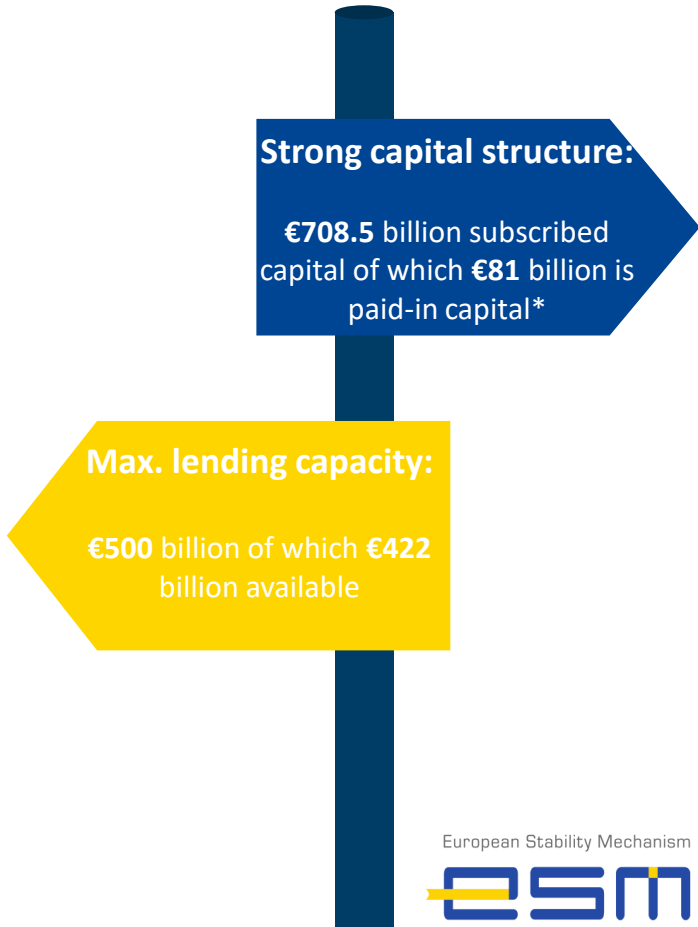 Strong capital structure:
€708.5 billion subscribed
capital of which €81 billion is
paid-in capital*
Max. lending capacity:
€500 billion of which €422
billion available
European Stability Mechanism
esm